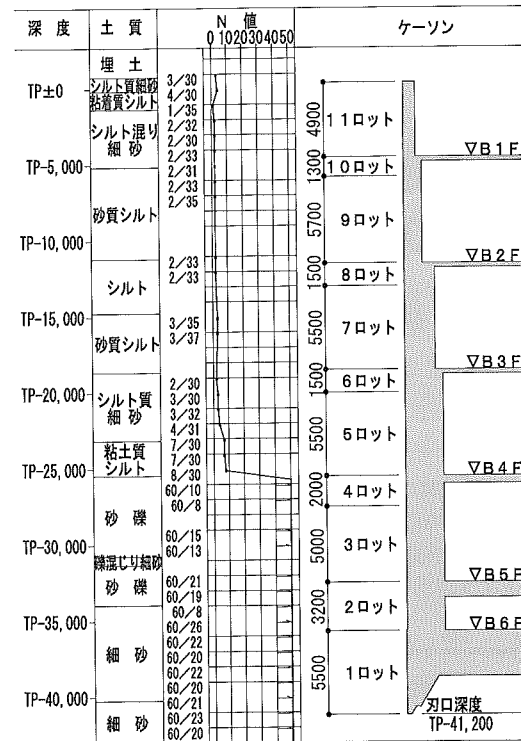 深度 土質 N値 ケーソン
0 10 20 30 40 50
埋土
TP±0
シルト質細砂
粘着質シルト
シルト混り
細砂
TP-5,000
砂質シルト
TP-10,000
シルト
TP-15,000
砂質シルト
TP-20,000
シルト質
細砂
粘土質
シルト
TP-25,000
砂礫
TP-30,000
礫混じり細砂
砂礫
TP-35,000
細砂
TP-40,000
細砂
3/30
4/30
1/35
2/32
2/30
2/33
2/31
2/33
2/35
2/33
2/33
3/35
3/37
2/30
3/30
3/32
4/31
7/30
7/30
8/30
60/10
60/8
60/15
60/13
60/21
60/19
60/8
60/26
60/22
60/20
60/22
60/20
60/21
60/23
60/20
4900 11ロット
▽B1F
1300 10ロット
5700 9ロット
▽B2F
1500 8ロット
5500 7ロット
▽B3F
1500 6ロット
5500 5ロット
▽B4F
2000 4ロット
5000 3ロット
▽B5F
3200 2ロット
▽B6F
5500 1ロット
刃口深度
TP-41,200